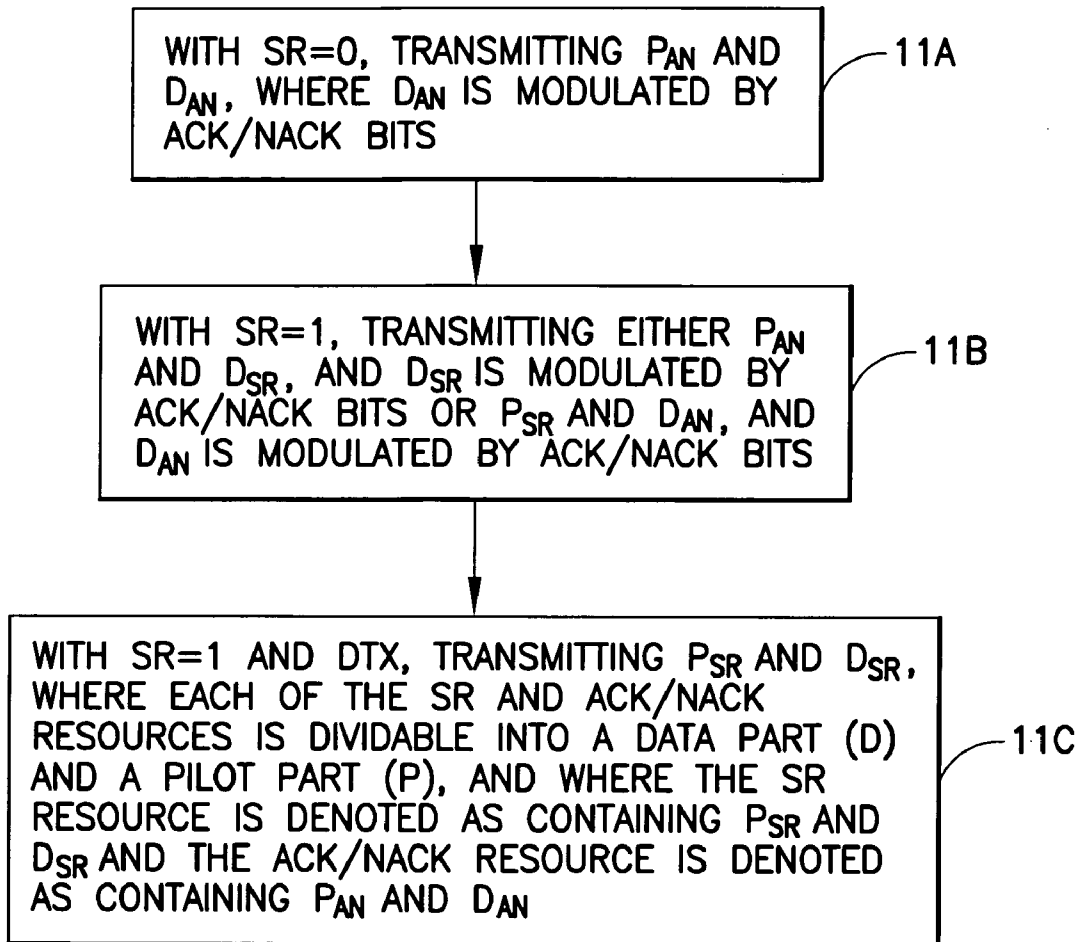 WITH SR=0, TRANSMITTING PAN AND
DAN, WHERE DAN IS MODULATED BY
ACK/NACK BITS
11A
WITH SR=1, TRANSMITTING EITHER PAN
AND DSR, AND DSR IS MODULATED BY
ACK/NACK BITS OR PSR AND DAN, AND
DAN IS MODULATED BY ACK/NACK BITS
11B
WITH SR=1 AND DTX, TRANSMITTING PSR AND DSR,
WHERE EACH OF THE SR AND ACK/NACK
RESOURCES IS DIVIDABLE INTO A DATA PART (D)
AND A PILOT PART (P), AND WHERE THE SR
RESOURCE IS DENOTED AS CONTAINING PSR AND
DSR AND THE ACK/NACK RESOURCE IS DENOTED
AS CONTAINING PAN AND DAN
11C